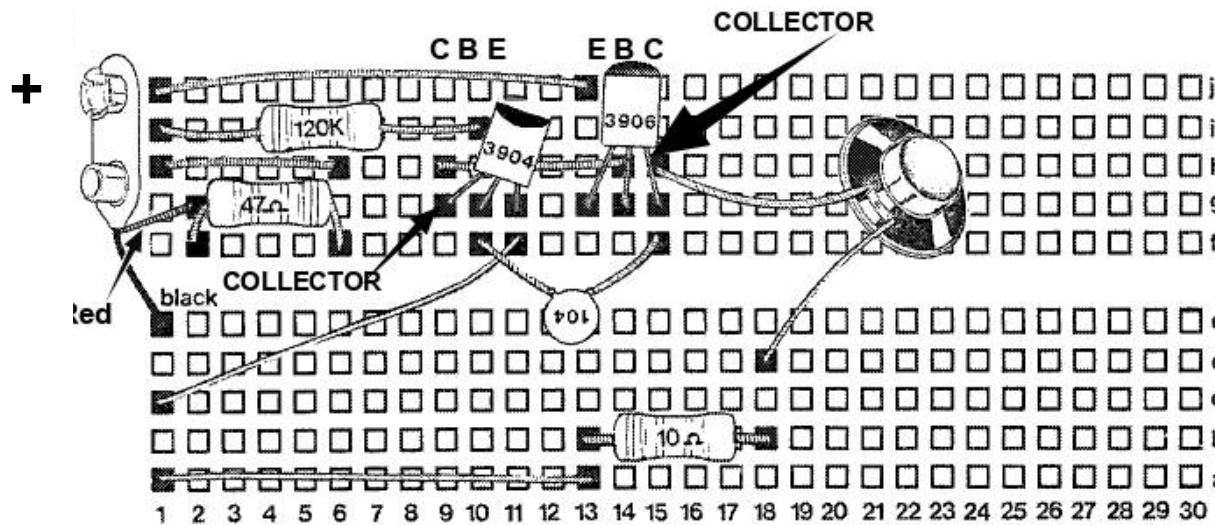 COLLECTOR
C B E
E B C
+
j
120K
i
3904
3906
47Ω
g
COLLECTOR
f
Red
black
104
10Ω
1 2 3 4 5 6 7 8 9 10 11 12 13 14 15 16 17 18 19 20 21 22 23 24 25 26 27 28 29 30